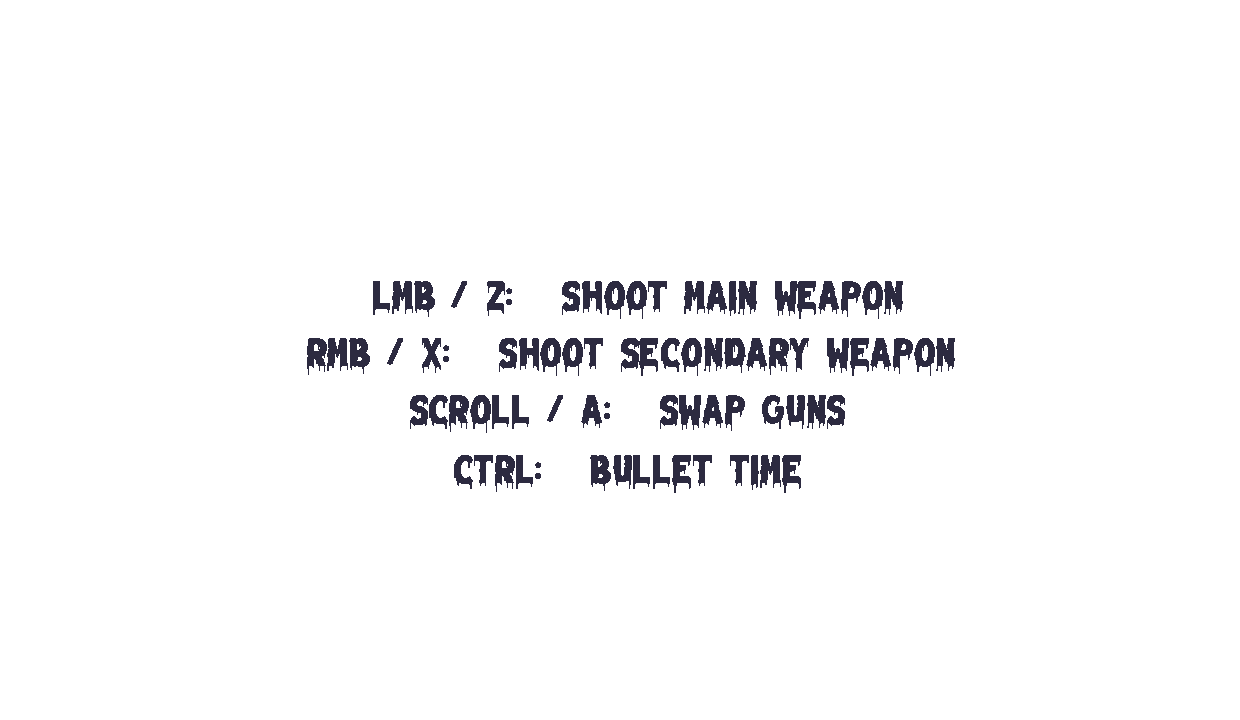 LMB / Z: SHOOT MAIN WEAPON
RMB / X: SHOOT SECONDARY WEAPON
SCROLL / A: SWAP GUNS
CTRL: BULLET TIME